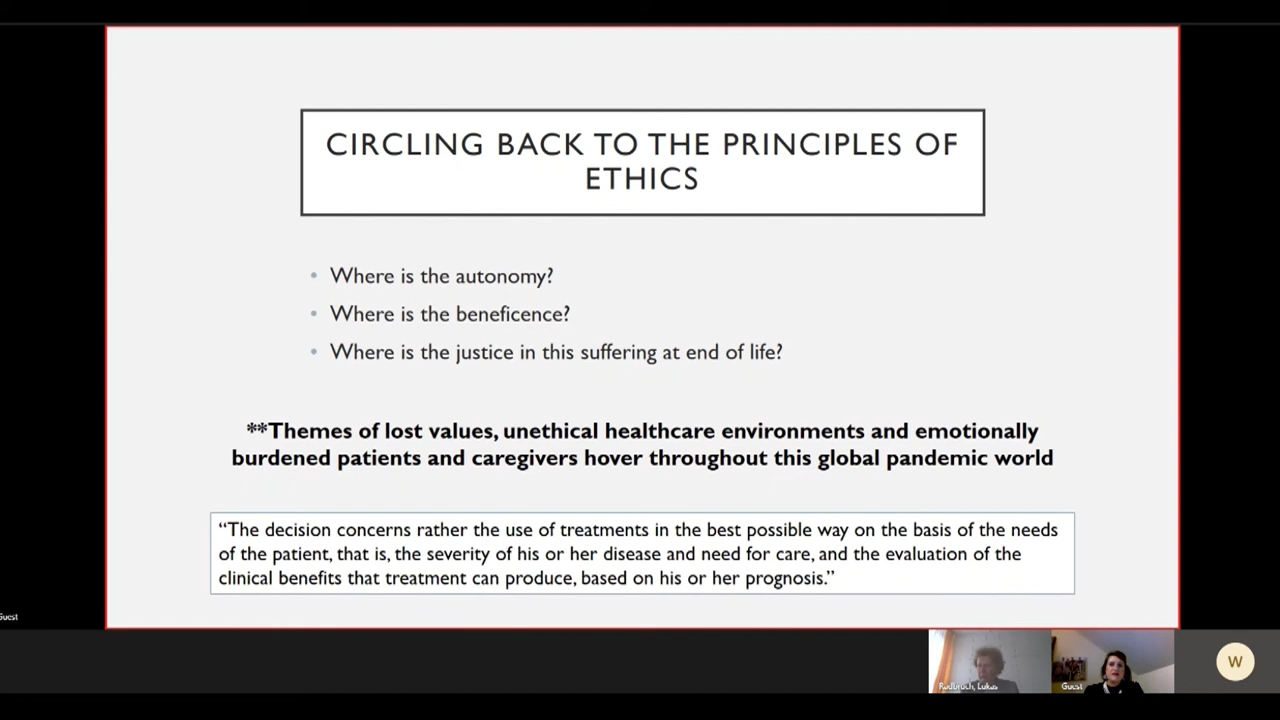 CIRCLING BACK TO THE PRINCIPLES OF
ETHICS
• Where is the autonomy?
• Where is the beneficence?
• Where is the justice in this suffering at end of life?
**Themes of lost values, unethical healthcare environments and emotionally
burdened patients and caregivers hover throughout this global pandemic world
“The decision concerns rather the use of treatments in the best possible way on the basis of the needs
of the patient, that is, the severity of his or her disease and need for care, and the evaluation of the
clinical benefits that treatment can produce, based on his or her prognosis.”
Guest
Radbruch, Lukas
Guest
W